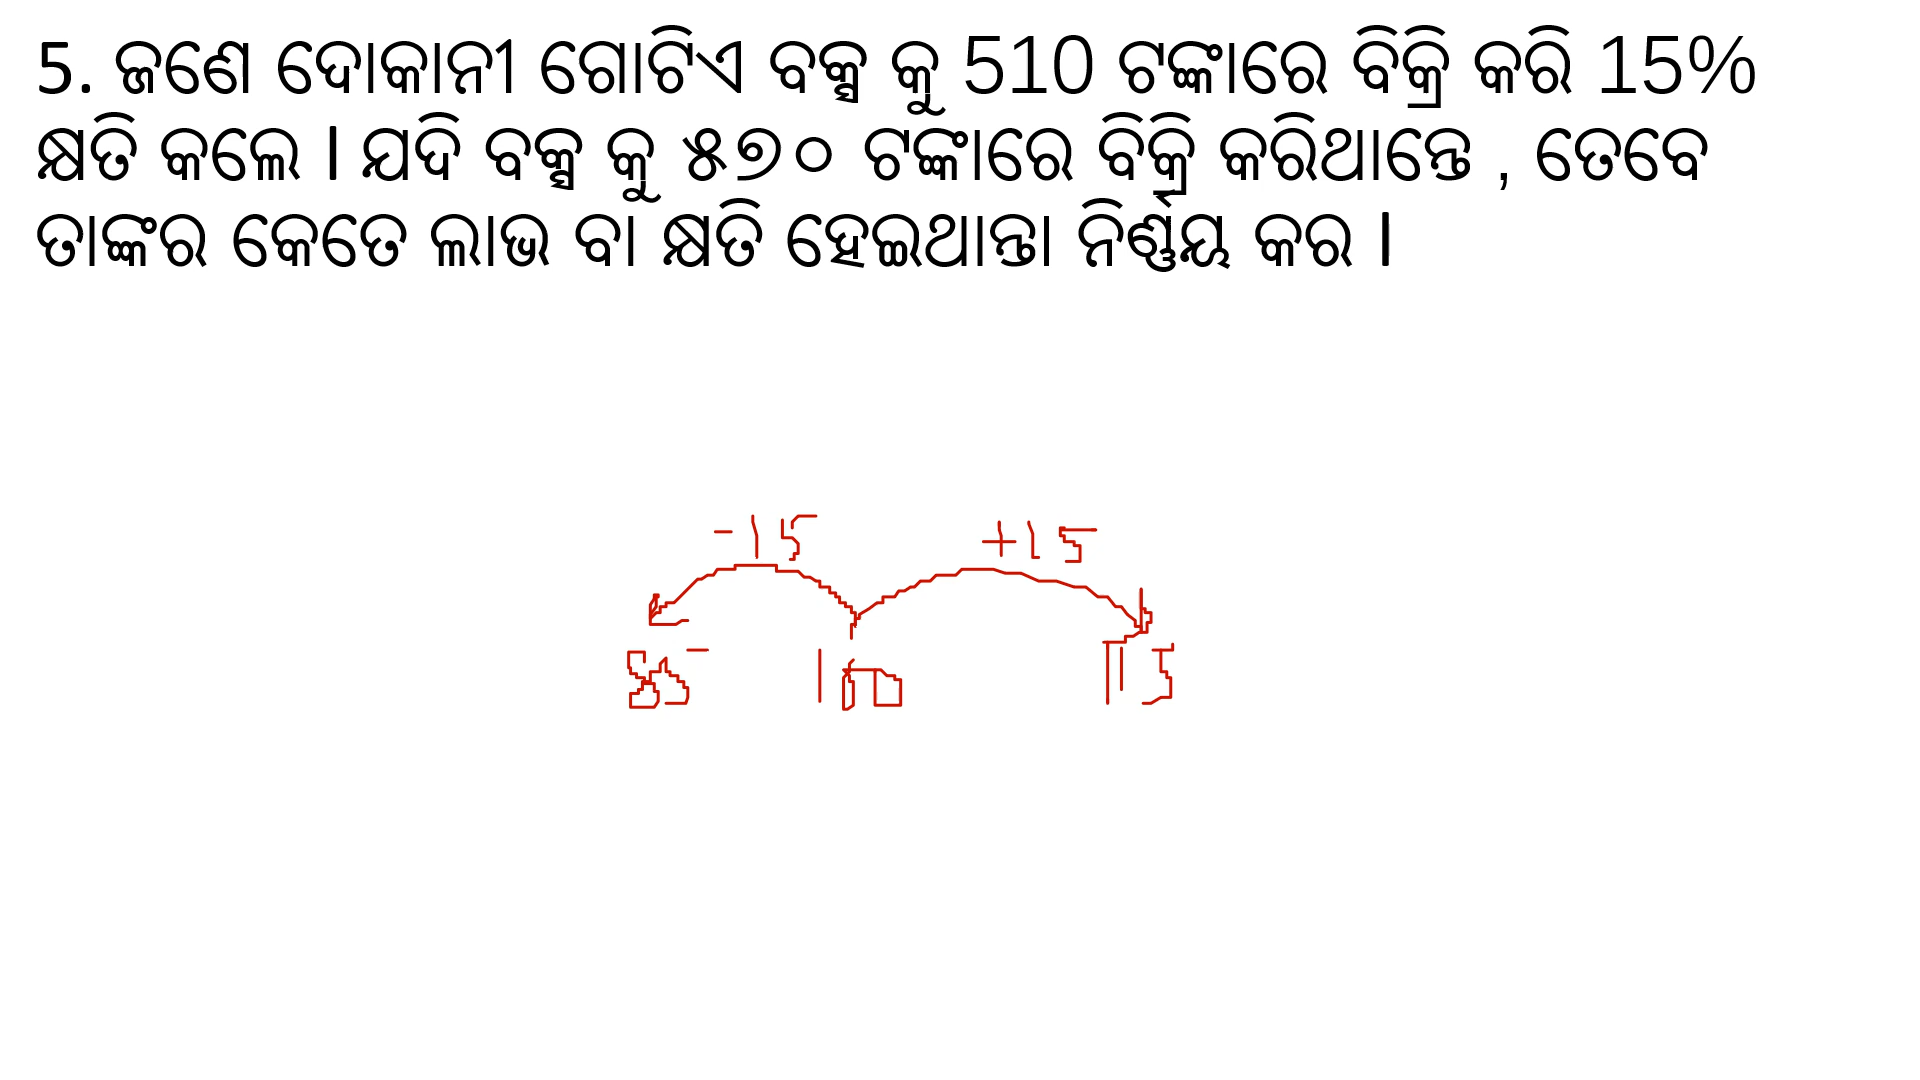 5. ଜଣେ ଦୋକାନୀ ଗୋଟିଏ ବକ୍ସ କୁ 510 ଟଙ୍କାରେ ବିକ୍ରି କରି 15%
କ୍ଷତି କଲେ l ଯଦି ବକ୍ସ କୁ ୫୭୦ ଟଙ୍କାରେ ବିକ୍ରି କରିଥାନ୍ତେ , ତେବେ
ତାଙ୍କର କେତେ ଲାଭ ବା କ୍ଷତି ହେଇଥାନ୍ତା ନିର୍ଣ୍ଣୟ କର l
-15 +15
85 100 115